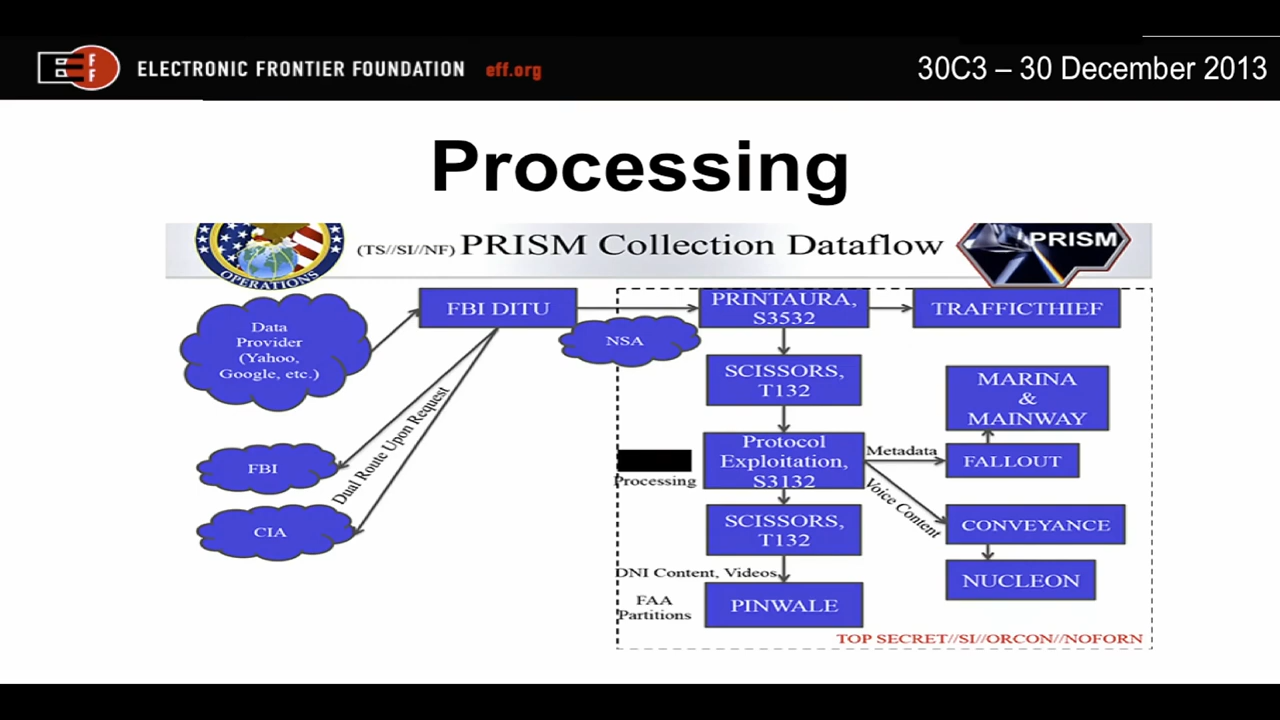 E
F
F
ELECTRONIC FRONTIER FOUNDATION eff.org
30C3 – 30 December 2013
Processing
OPERATIONS
(TS//SI//NF) PRISM Collection Dataflow
PRISM
Data
Provider
(Yahoo,
Google, etc.)
FBI DITU
NSA
PRINTAURA,
S3532
TRAFFICTHIEF
SCISSORS,
T132
MARINA
&
MAINWAY
Dual Route Upon Request
FBI
CIA
Processing
Protocol
Exploitation,
S3132
Metadata
FALLOUT
Voice Content
SCISSORS,
T132
CONVEYANCE
NUCLEON
DNI Content, Videos
FAA
Partitions
PINWALE
TOP SECRET//SI//ORCON//NOFORN